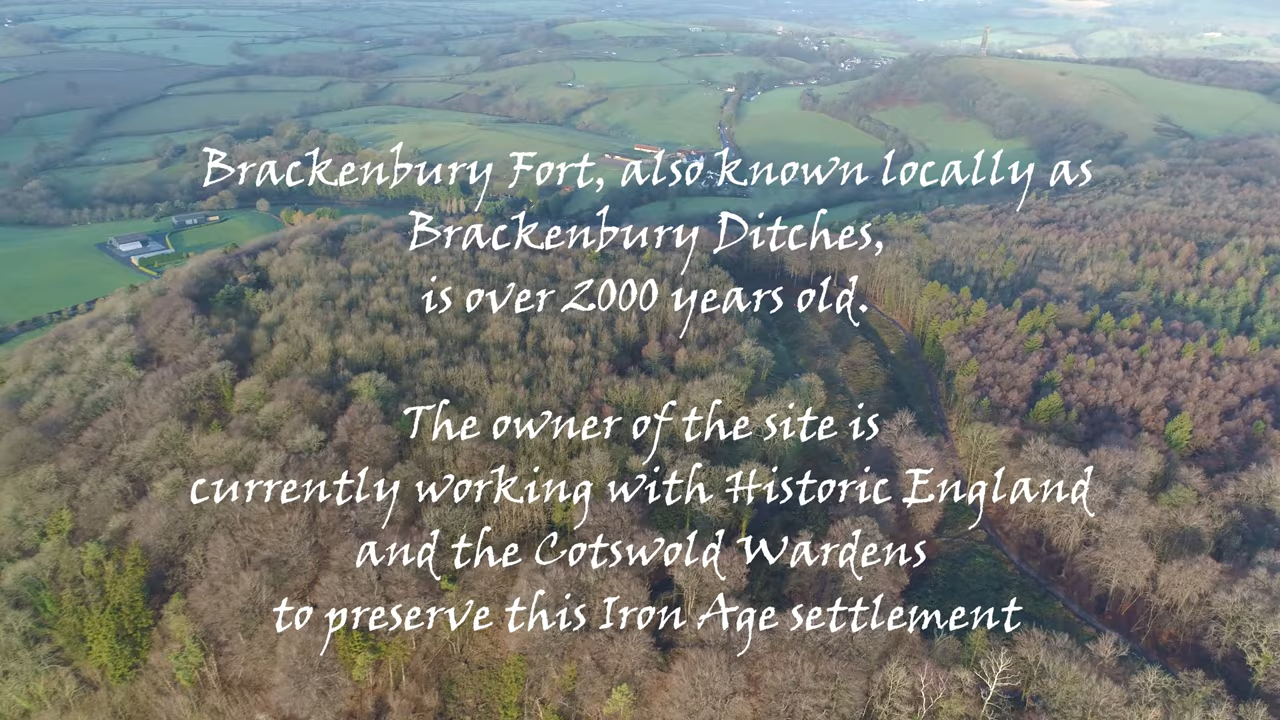 Brackenbury Fort, also known locally as
Brackenbury Ditches,
is over 2000 years old.
The owner of the site is
currently working with Historic England
and the Cotswold Wardens
to preserve this Iron Age settlement